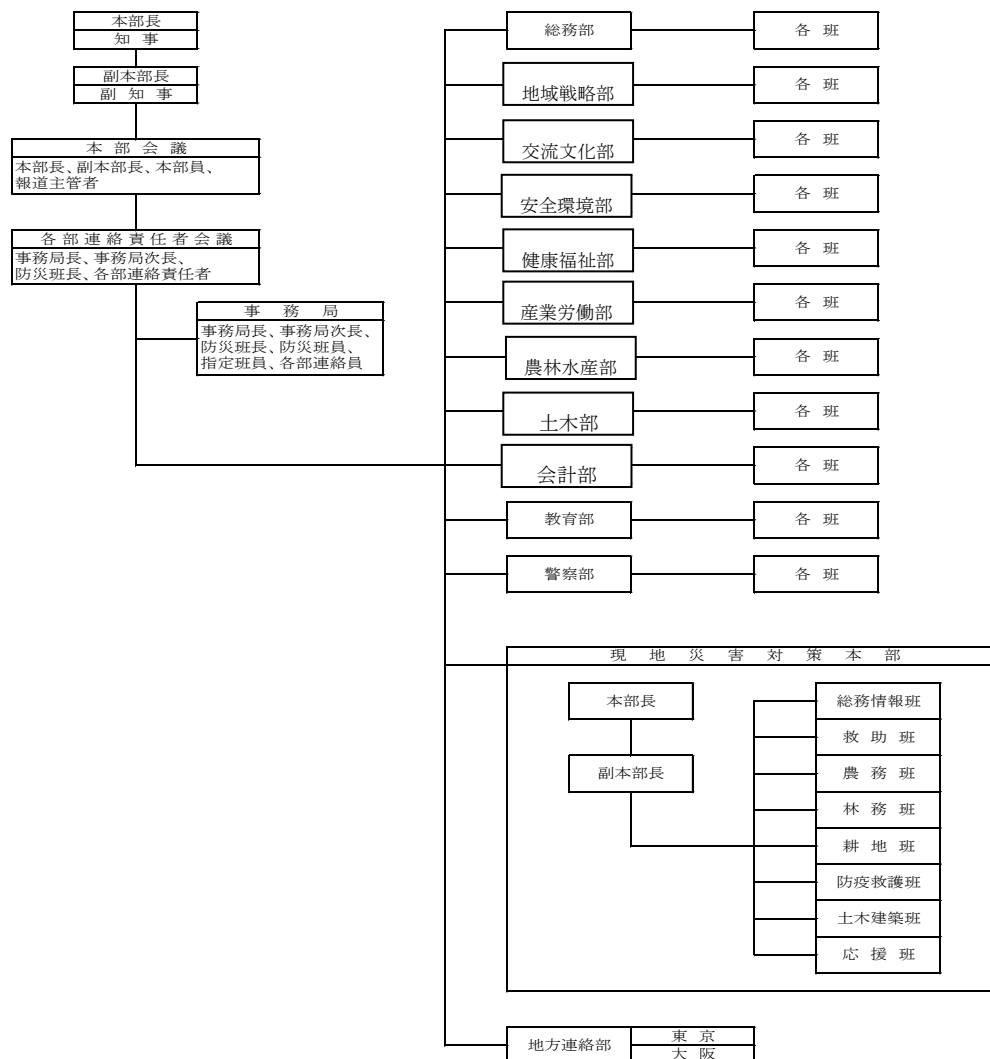 本部長
知事
副本部長
副知事
本部会議
本部長、副本部長、本部員、
報道主管者
各部連絡責任者会議
事務局長、事務局次長、
防災班長、各部連絡責任者
事務局
事務局長、事務局次長、
防災班長、防災班員、
指定班員、各部連絡員
総務部 各班
地域戦略部 各班
交流文化部 各班
安全環境部 各班
健康福祉部 各班
産業労働部 各班
農林水産部 各班
土木部 各班
会計部 各班
教育部 各班
警察部 各班
現地災害対策本部
本部長
副本部長
総務情報班
救助班
農務班
林務班
耕地班
防疫救護班
土木建築班
応援班
地方連絡部
東京
大阪